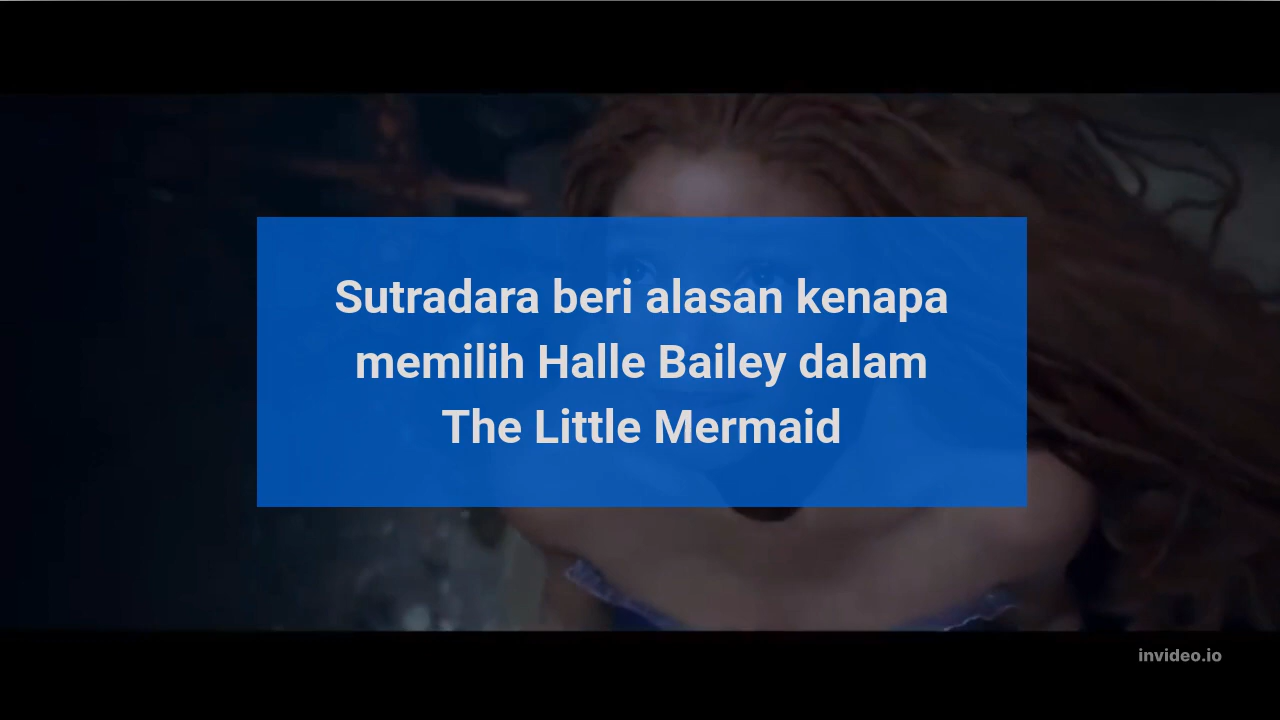 Sutradara beri alasan kenapa
memilih Halle Bailey dalam
The Little Mermaid
invideo.io